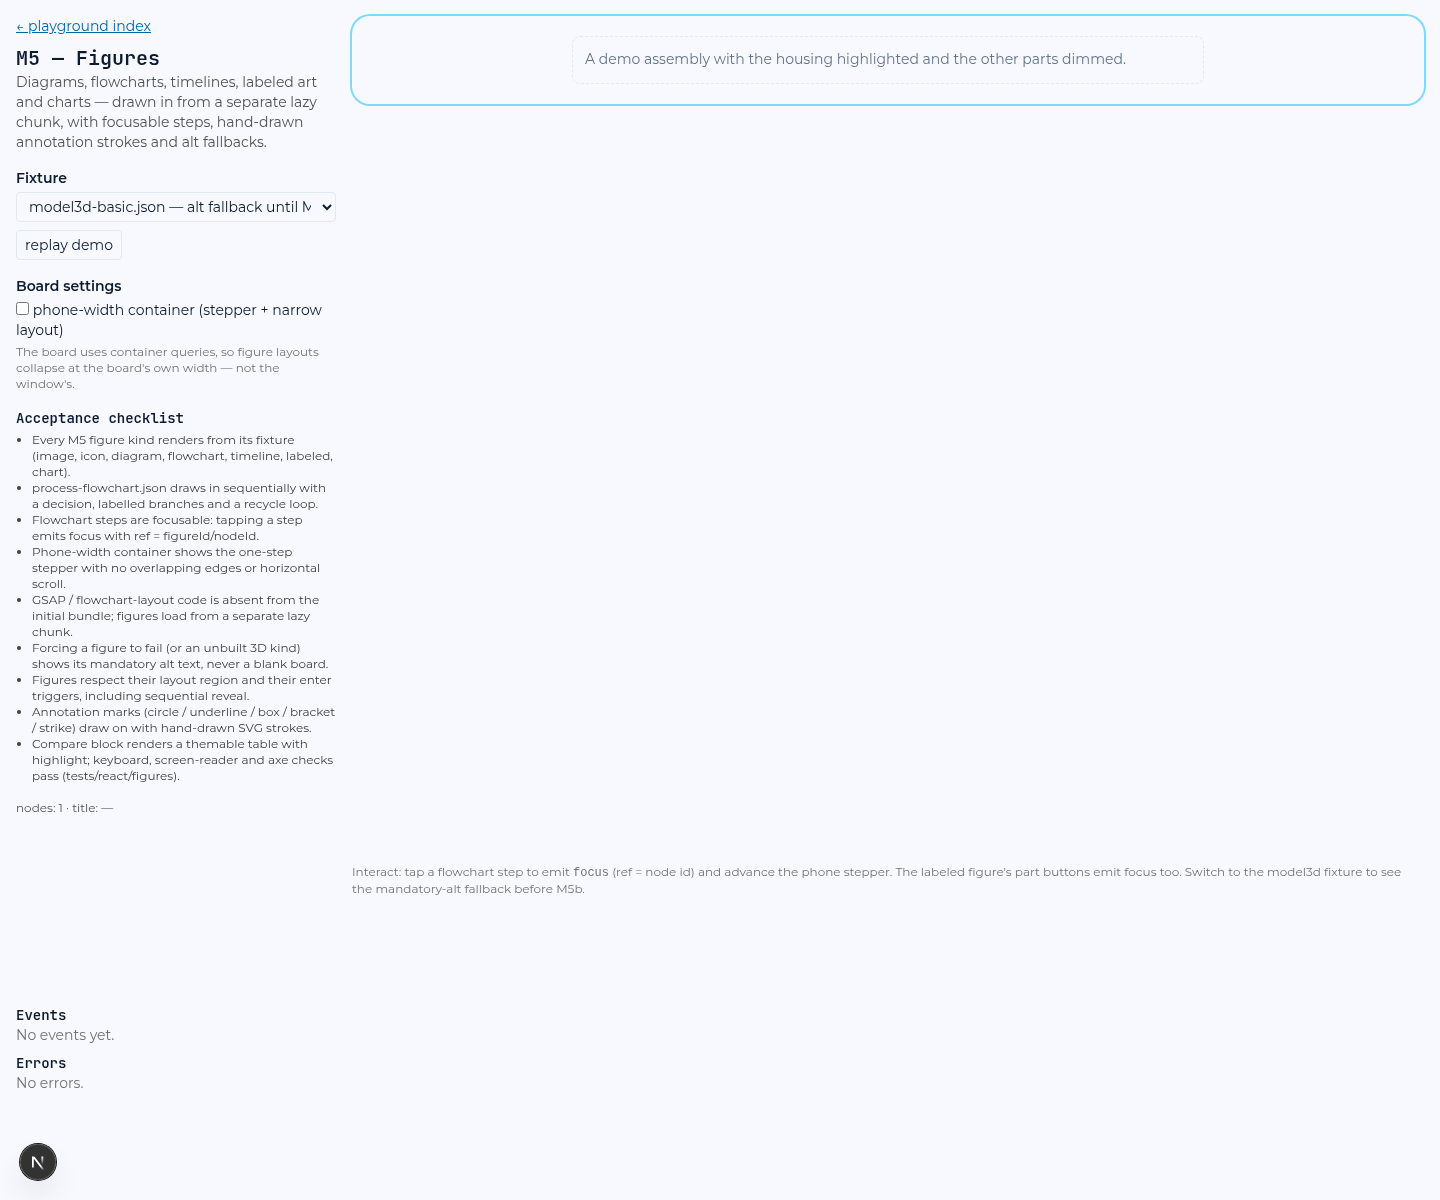 ← playground index
M5 — Figures
Diagrams, flowcharts, timelines, labeled art
and charts — drawn in from a separate lazy
chunk, with focusable steps, hand-drawn
annotation strokes and alt fallbacks.
Fixture
model3d-basic.json — alt fallback until M
replay demo
Board settings
phone-width container (stepper + narrow
layout)
The board uses container queries, so figure layouts
collapse at the board's own width — not the
window's.
Acceptance checklist
• Every M5 figure kind renders from its fixture
(image, icon, diagram, flowchart, timeline, labeled,
chart).
• process-flowchart.json draws in sequentially with
a decision, labelled branches and a recycle loop.
• Flowchart steps are focusable: tapping a step
emits focus with ref = figureId/nodeId.
• Phone-width container shows the one-step
stepper with no overlapping edges or horizontal
scroll.
• GSAP / flowchart-layout code is absent from the
initial bundle; figures load from a separate lazy
chunk.
• Forcing a figure to fail (or an unbuilt 3D kind)
shows its mandatory alt text, never a blank board.
• Figures respect their layout region and their enter
triggers, including sequential reveal.
• Annotation marks (circle / underline / box / bracket
/ strike) draw on with hand-drawn SVG strokes.
• Compare block renders a themable table with
highlight; keyboard, screen-reader and axe checks
pass (tests/react/figures).
nodes: 1 · title: —
Events
No events yet.
Errors
No errors.
N
A demo assembly with the housing highlighted and the other parts dimmed.
Interact: tap a flowchart step to emit focus (ref = node id) and advance the phone stepper. The labeled figure's part buttons emit focus too. Switch to the model3d fixture to see
the mandatory-alt fallback before M5b.